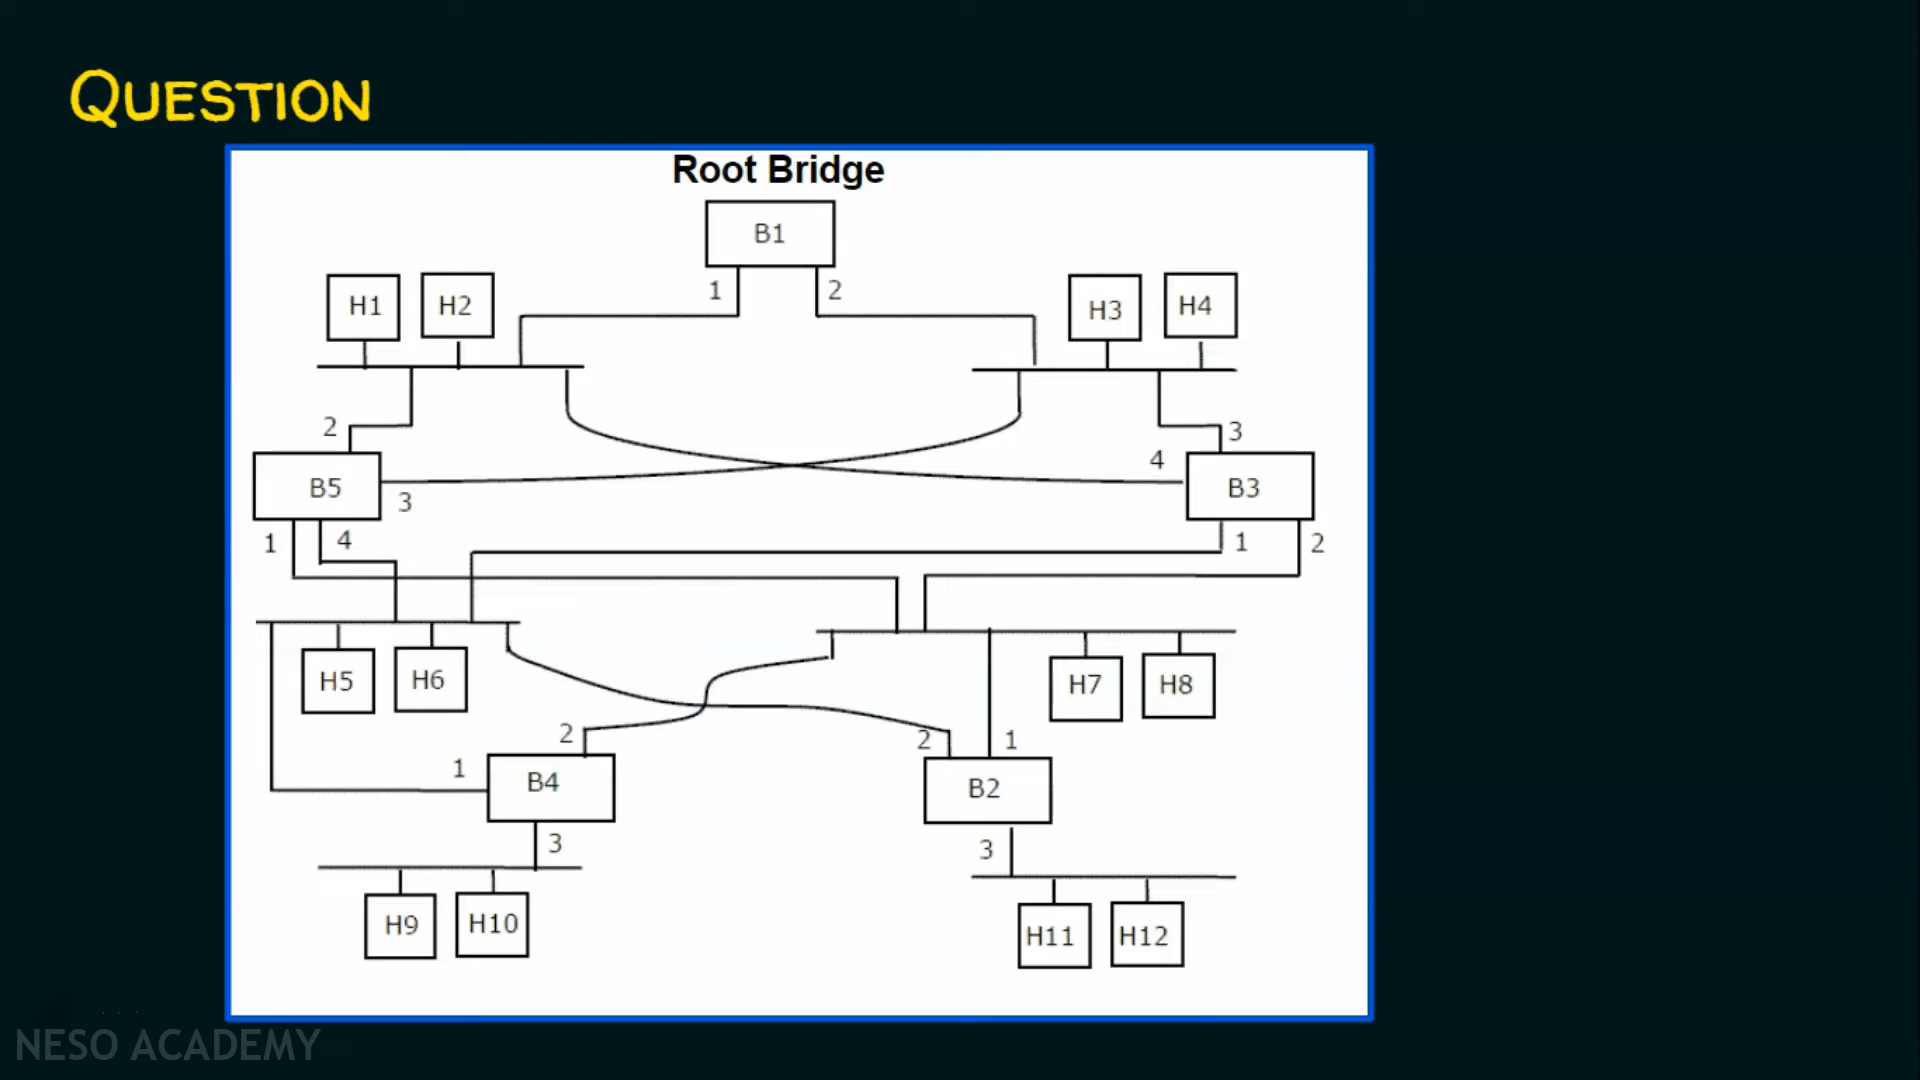 QUESTION
Root Bridge
B1
1 2
H1 H2 H3 H4
2 3
4
B5 B3
3
1 4 1 2
H5 H6 H7 H8
2 2 1
1 B4 B2
3 3
H9 H10 H11 H12
NESO ACADEMY